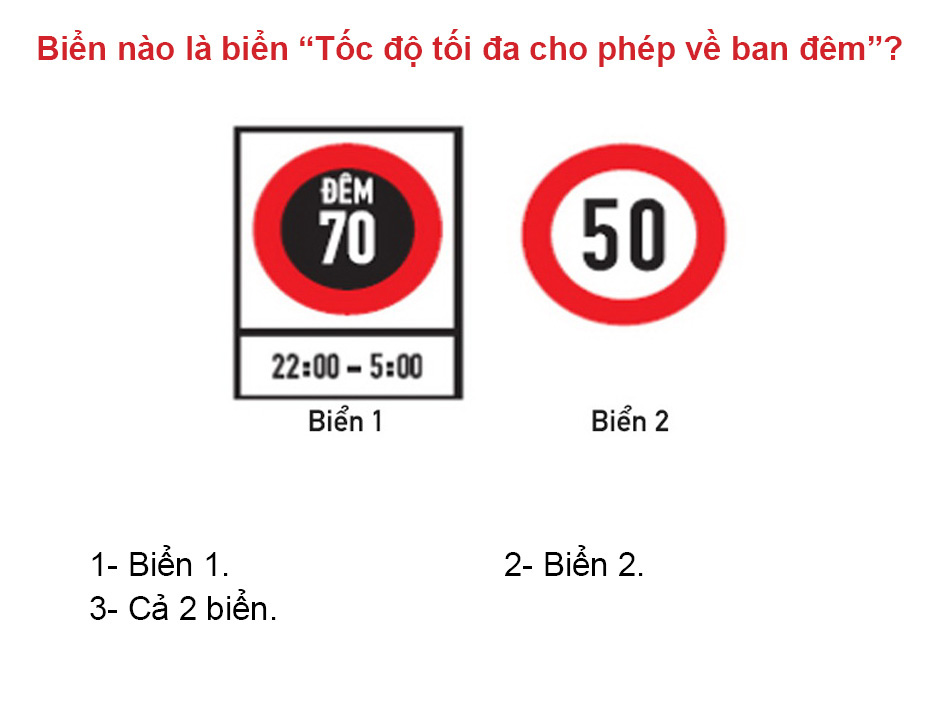 Biển nào là biển “Tốc độ tối đa cho phép về ban đêm”?
ĐÊM
70
50
22:00 - 5:00
Biển 1
Biển 2
1- Biển 1.
2- Biển 2.
3- Cả 2 biển.